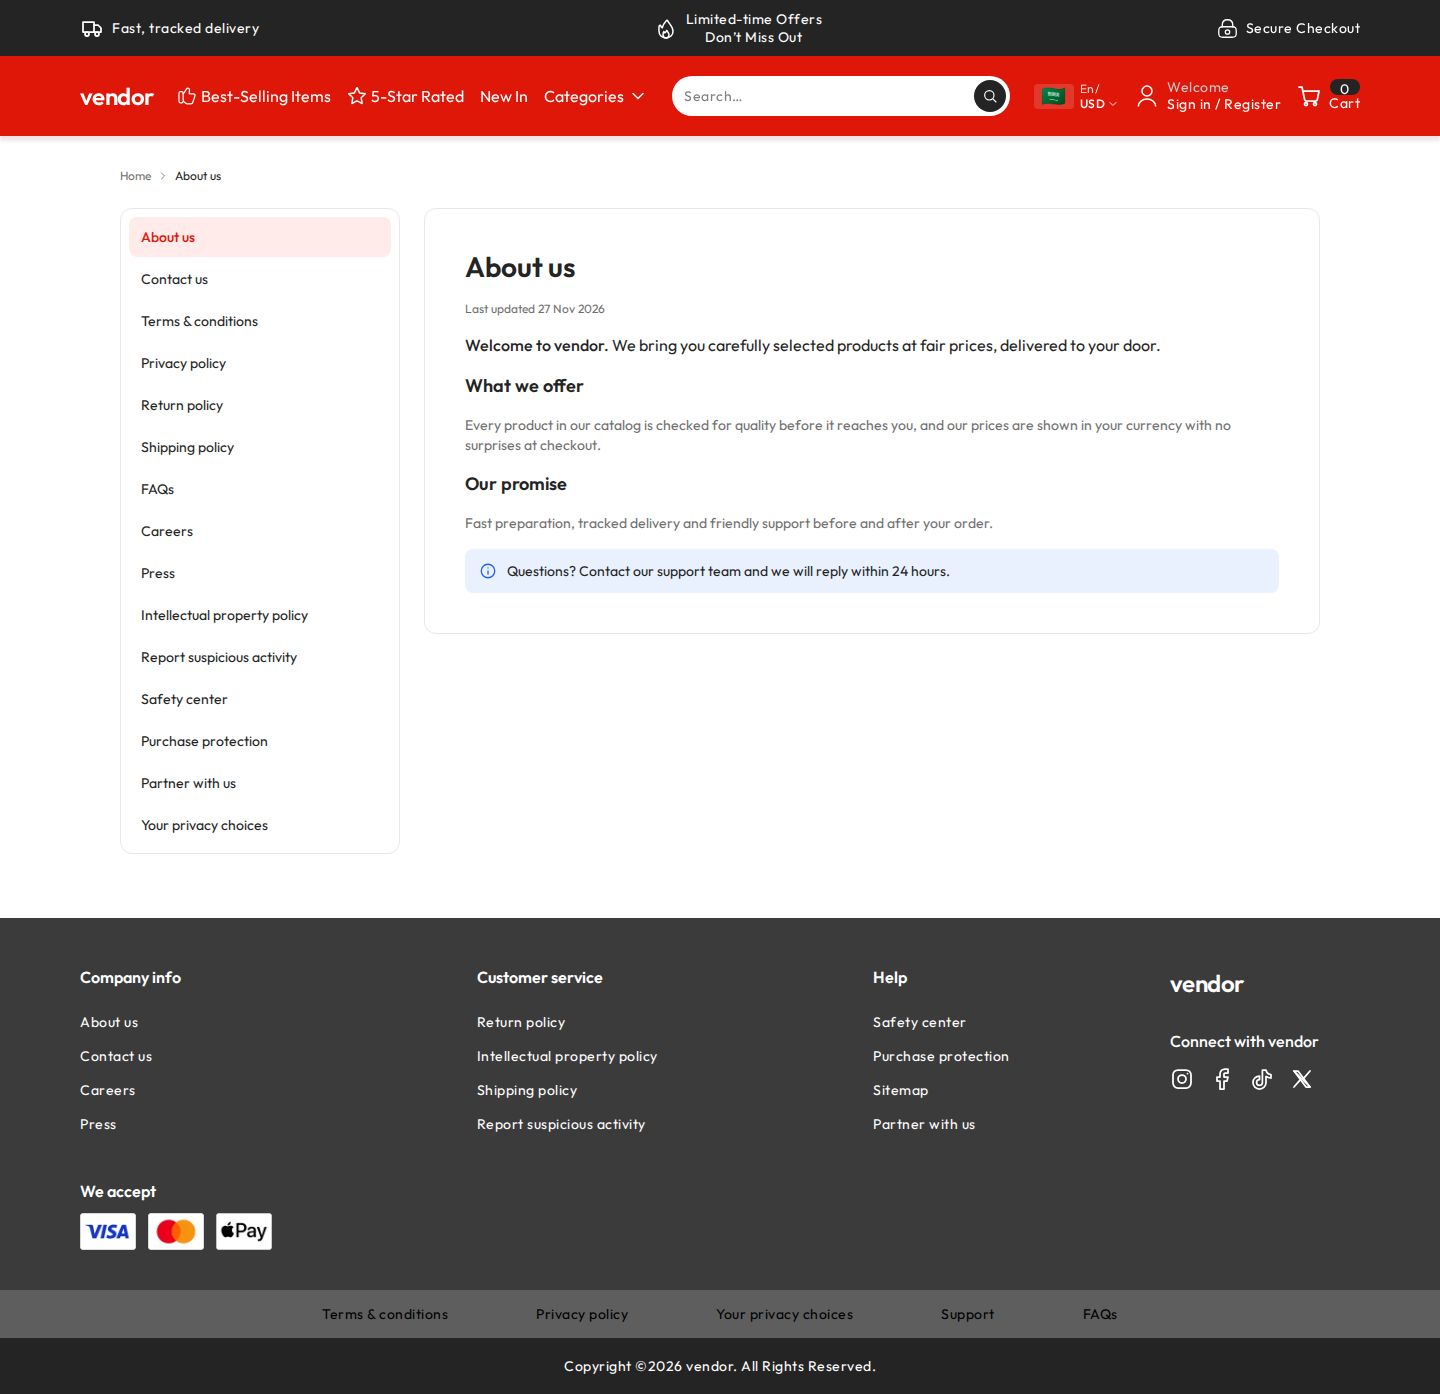 Fast, tracked delivery
Limited-time Offers
Don't Miss Out
Secure Checkout
vendor
Best-Selling Items
5-Star Rated
New In
Categories
Search...
En/
USD
Welcome
Sign in / Register
0
Cart
Home
About us
About us
Contact us
Terms & conditions
Privacy policy
Return policy
Shipping policy
FAQs
Careers
Press
Intellectual property policy
Report suspicious activity
Safety center
Purchase protection
Partner with us
Your privacy choices
About us
Last updated 27 Nov 2026
Welcome to vendor. We bring you carefully selected products at fair prices, delivered to your door.
What we offer
Every product in our catalog is checked for quality before it reaches you, and our prices are shown in your currency with no
surprises at checkout.
Our promise
Fast preparation, tracked delivery and friendly support before and after your order.
Questions? Contact our support team and we will reply within 24 hours.
Company info
About us
Contact us
Careers
Press
Customer service
Return policy
Intellectual property policy
Shipping policy
Report suspicious activity
Help
Safety center
Purchase protection
Sitemap
Partner with us
vendor
Connect with vendor
We accept
VISA
Pay
Terms & conditions
Privacy policy
Your privacy choices
Support
FAQs
Copyright ©2026 vendor. All Rights Reserved.